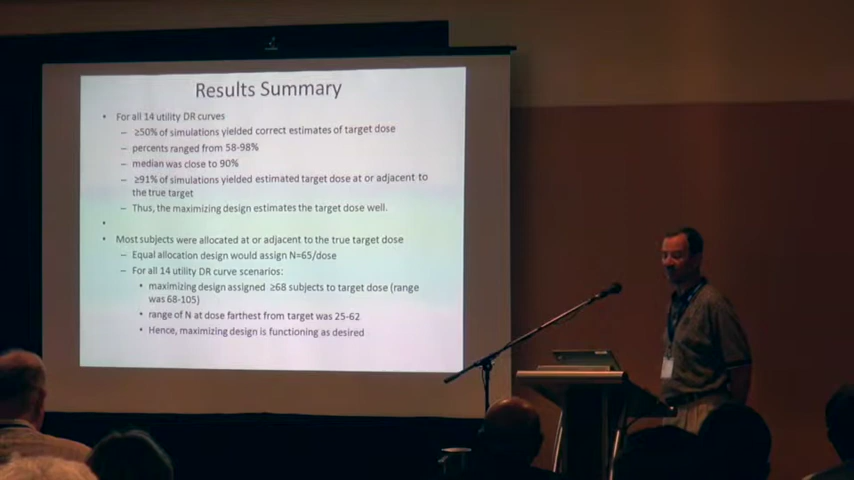 Results Summary
• For all 14 utility DR curves
– ≥50% of simulations yielded correct estimates of target dose
– percents ranged from 58-98%
– median was close to 90%
– ≥91% of simulations yielded estimated target dose at or adjacent to
the true target
– Thus, the maximizing design estimates the target dose well.
•
• Most subjects were allocated at or adjacent to the true target dose
– Equal allocation design would assign N=65/dose
– For all 14 utility DR curve scenarios:
• maximizing design assigned ≥68 subjects to target dose (range
was 68-105)
• range of N at dose farthest from target was 25-62
• Hence, maximizing design is functioning as desired